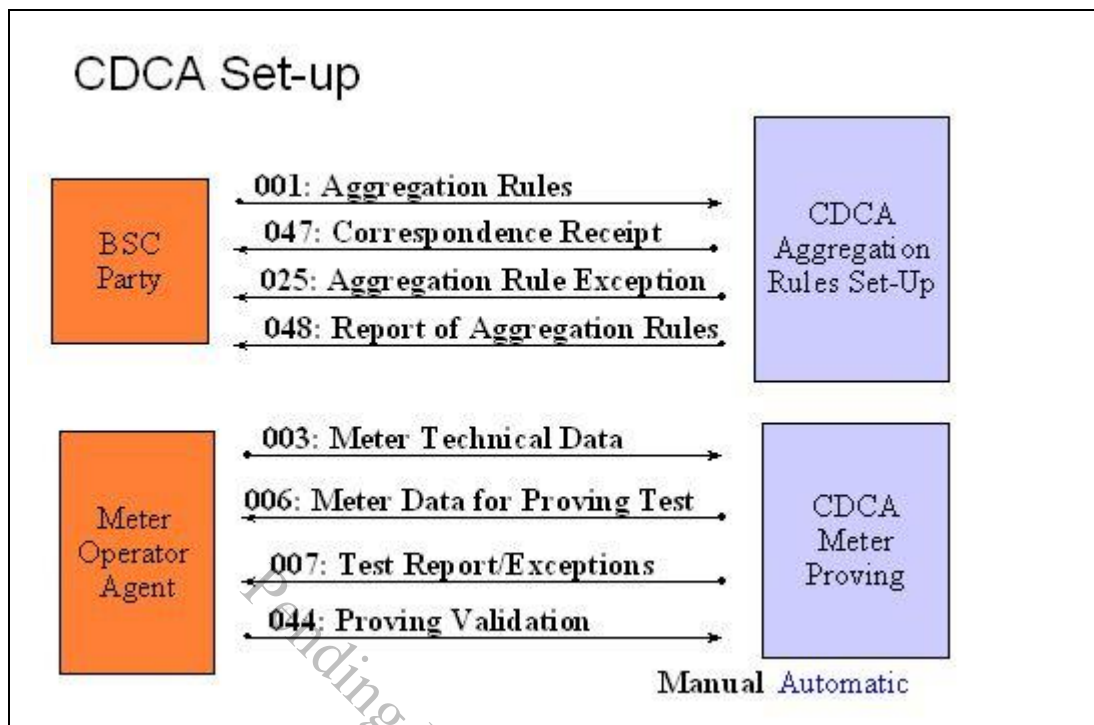 CDCA Set-up
BSC
Party
001: Aggregation Rules
047: Correspondence Receipt
025: Aggregation Rule Exception
048: Report of Aggregation Rules
CDCA
Aggregation
Rules Set-Up
Meter
Operator
Agent
003: Meter Technical Data
006: Meter Data for Proving Test
007: Test Report/Exceptions
044: Proving Validation
CDCA
Meter
Proving
Pending
Manual Automatic